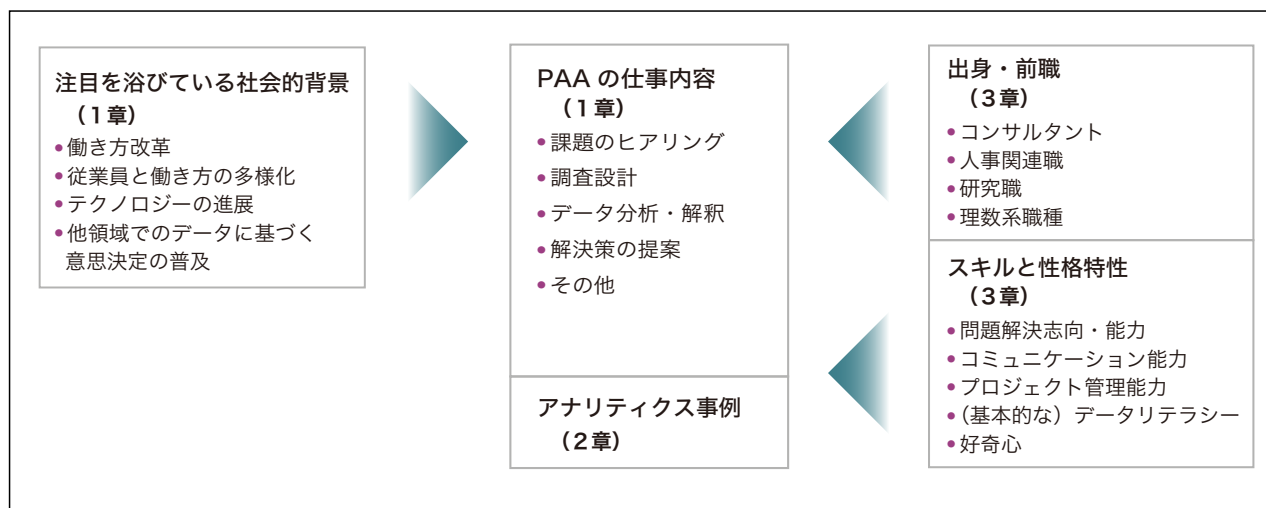 注目を浴びている社会的背景
（１章）
•働き方改革
•従業員と働き方の多様化
•テクノロジーの進展
•他領域でのデータに基づく
意思決定の普及
PAA の仕事内容
（１章）
•課題のヒアリング
•調査設計
•データ分析・解釈
•解決策の提案
•その他
アナリティクス事例
（２章）
出身・前職
（３章）
•コンサルタント
•人事関連職
•研究職
•理数系職種
スキルと性格特性
（３章）
•問題解決志向・能力
•コミュニケーション能力
•プロジェクト管理能力
•（基本的な）データリテラシー
•好奇心